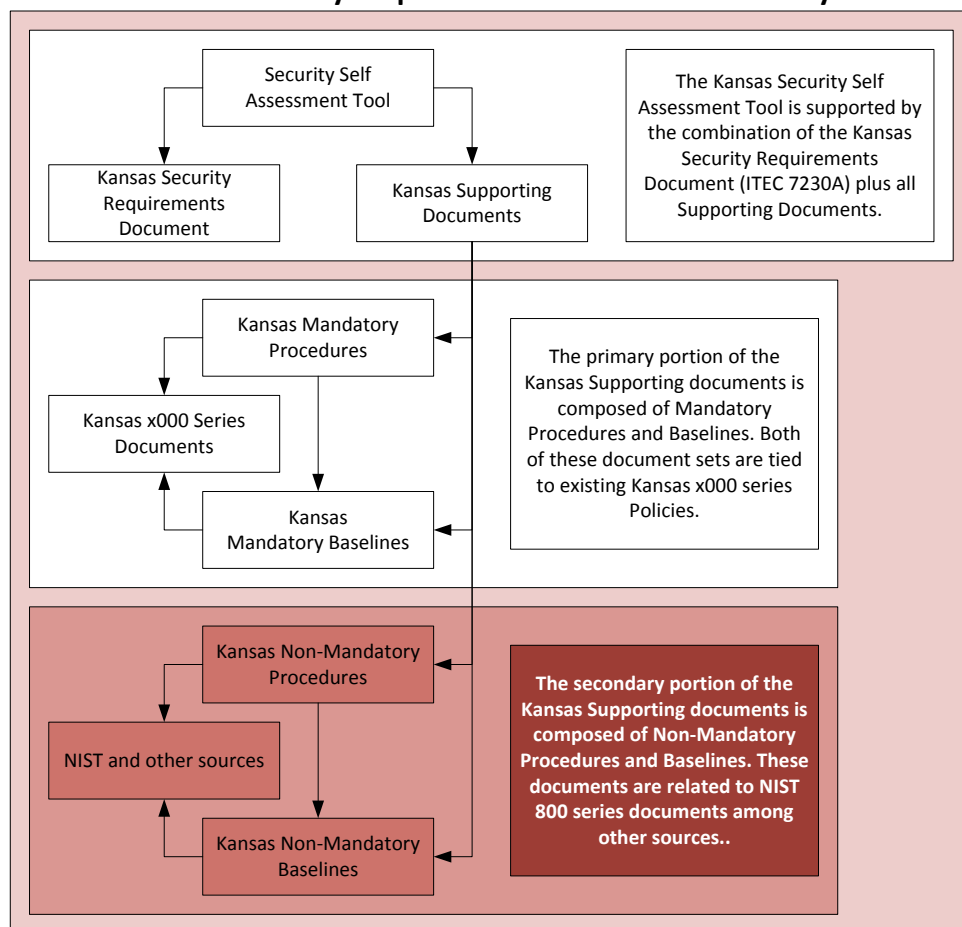 Security Self
Assessment Tool
The Kansas Security Self
Assessment Tool is supported by
the combination of the Kansas
Security Requirements
Document (ITEC 7230A) plus all
Supporting Documents.
Kansas Security
Requirements
Document
Kansas Supporting
Documents
Kansas Mandatory
Procedures
Kansas x000 Series
Documents
Kansas
Mandatory Baselines
The primary portion of the
Kansas Supporting documents is
composed of Mandatory
Procedures and Baselines. Both
of these document sets are tied
to existing Kansas x000 series
Policies.
Kansas Non-Mandatory
Procedures
NIST and other sources
Kansas Non-Mandatory
Baselines
The secondary portion of the
Kansas Supporting documents is
composed of Non-Mandatory
Procedures and Baselines. These
documents are related to NIST
800 series documents among
other sources..